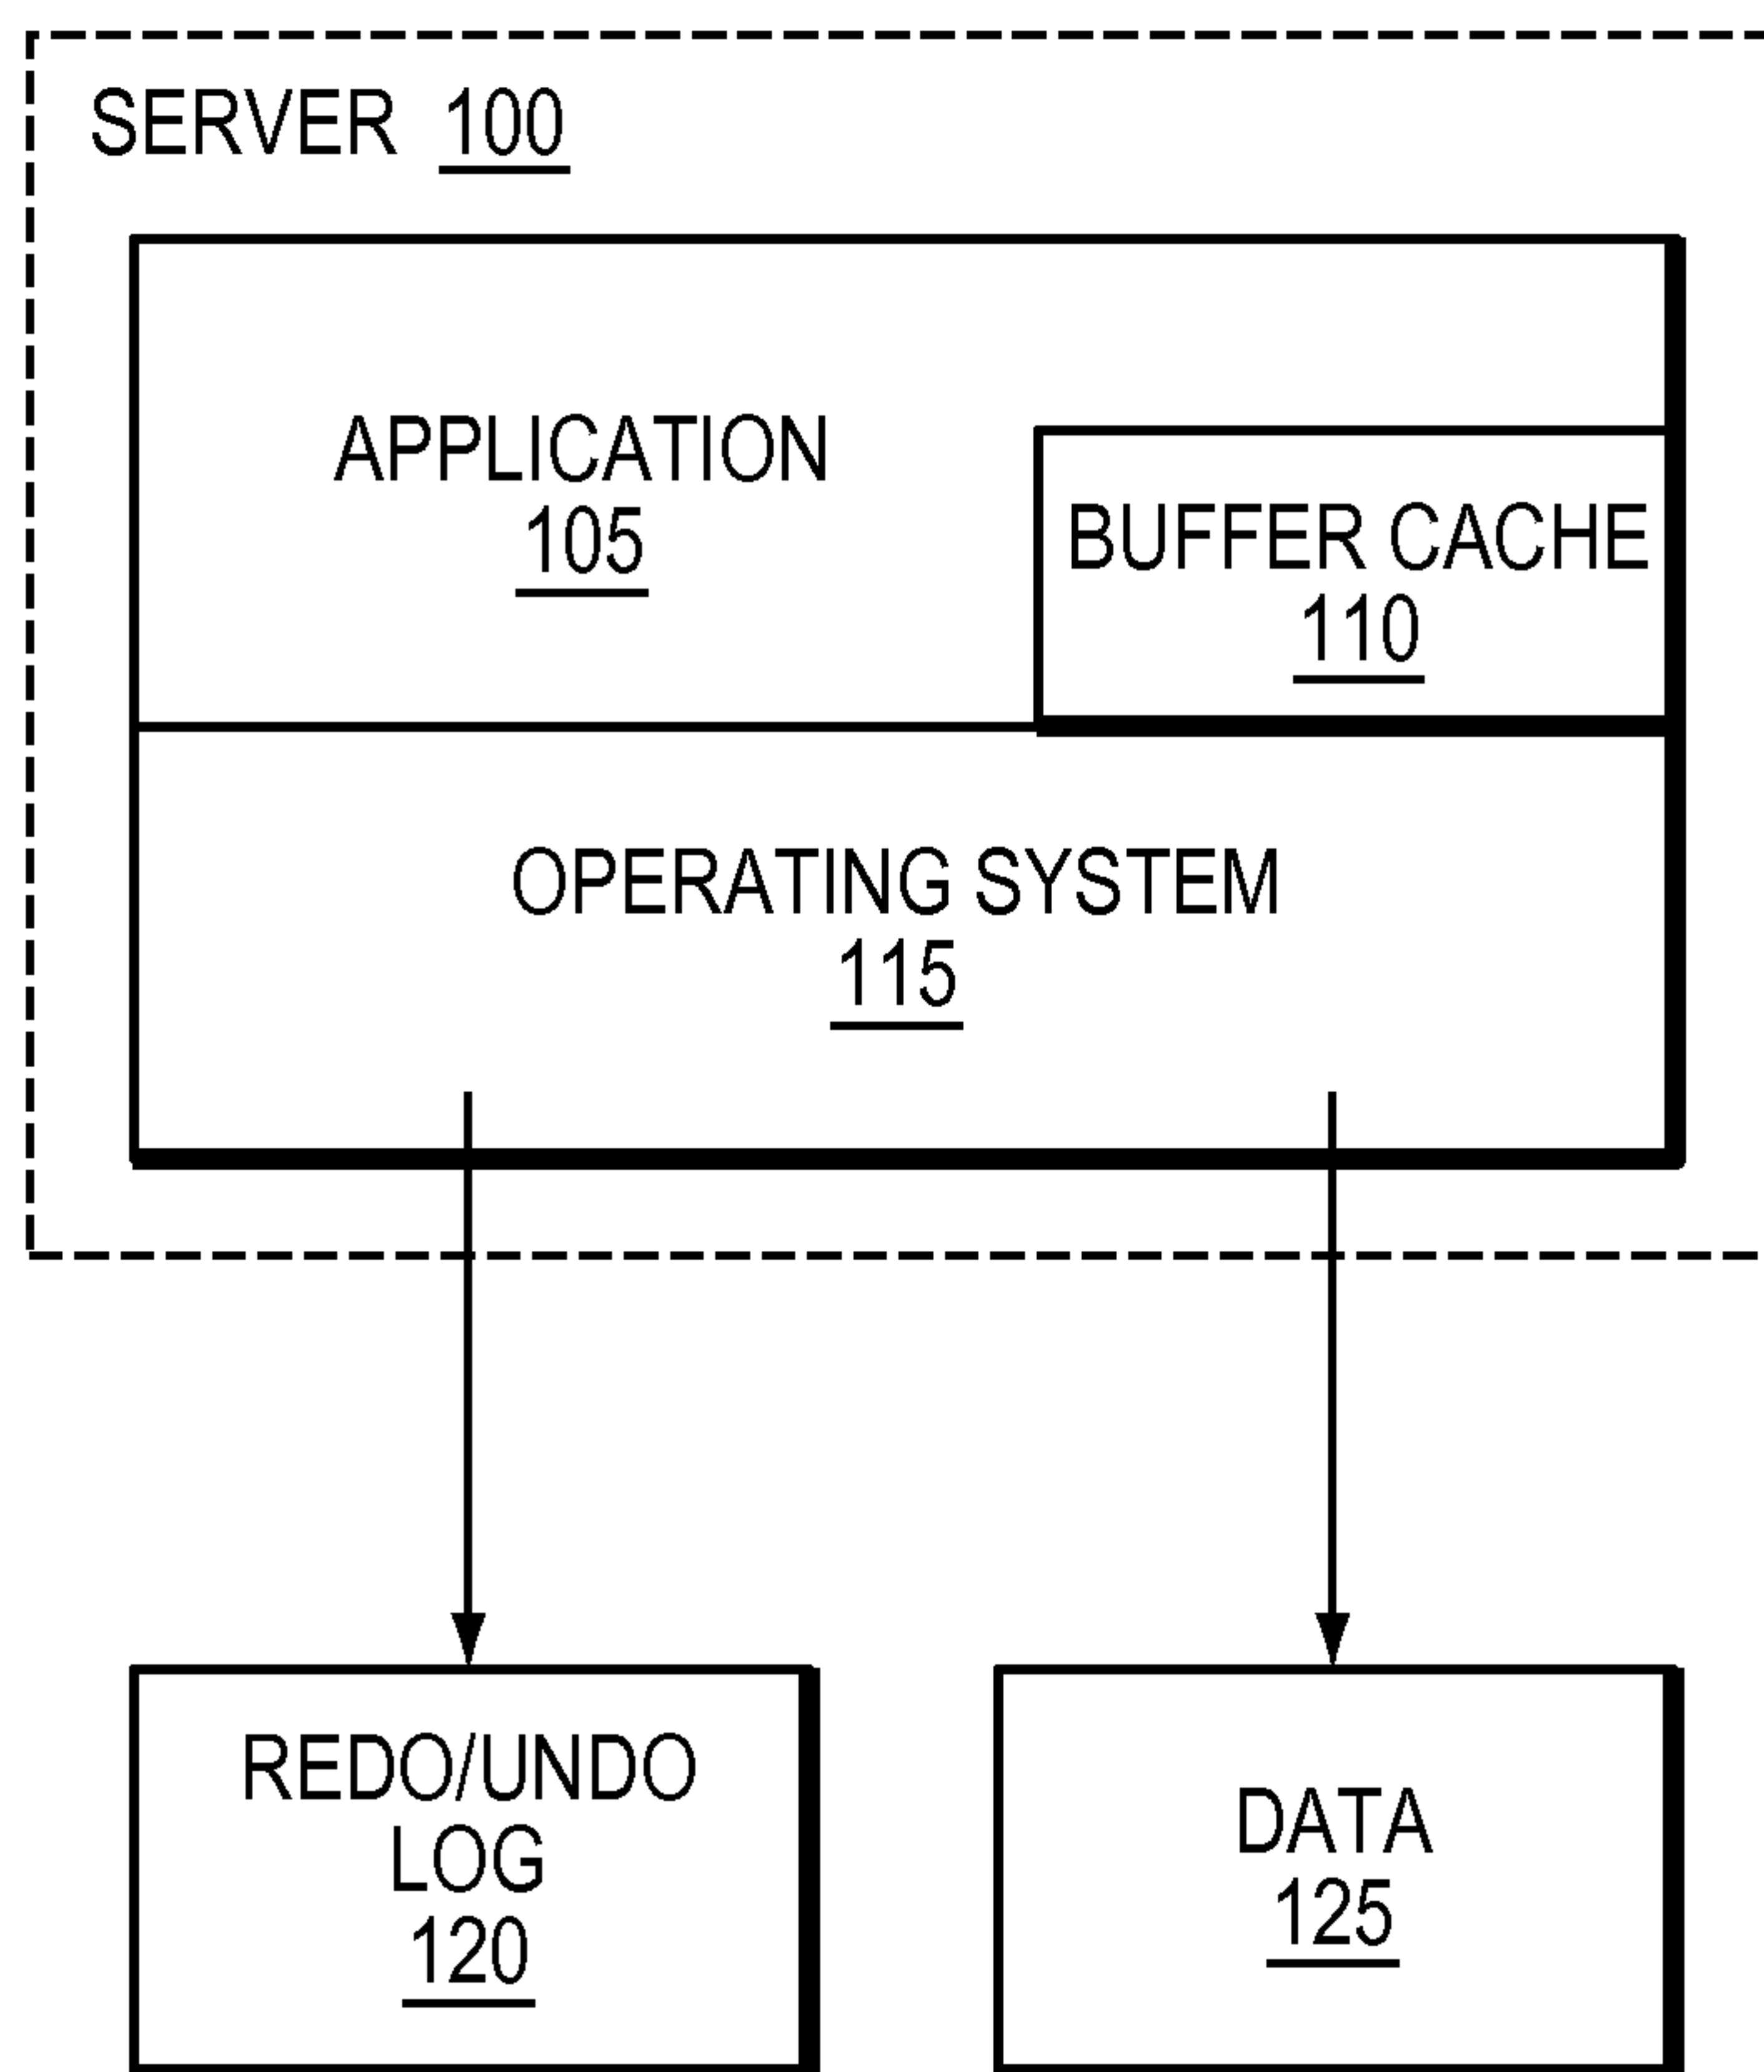 SERVER 100
APPLICATION
105
BUFFER CACHE
110
OPERATING SYSTEM
115
REDO/UNDO
LOG
120
DATA
125